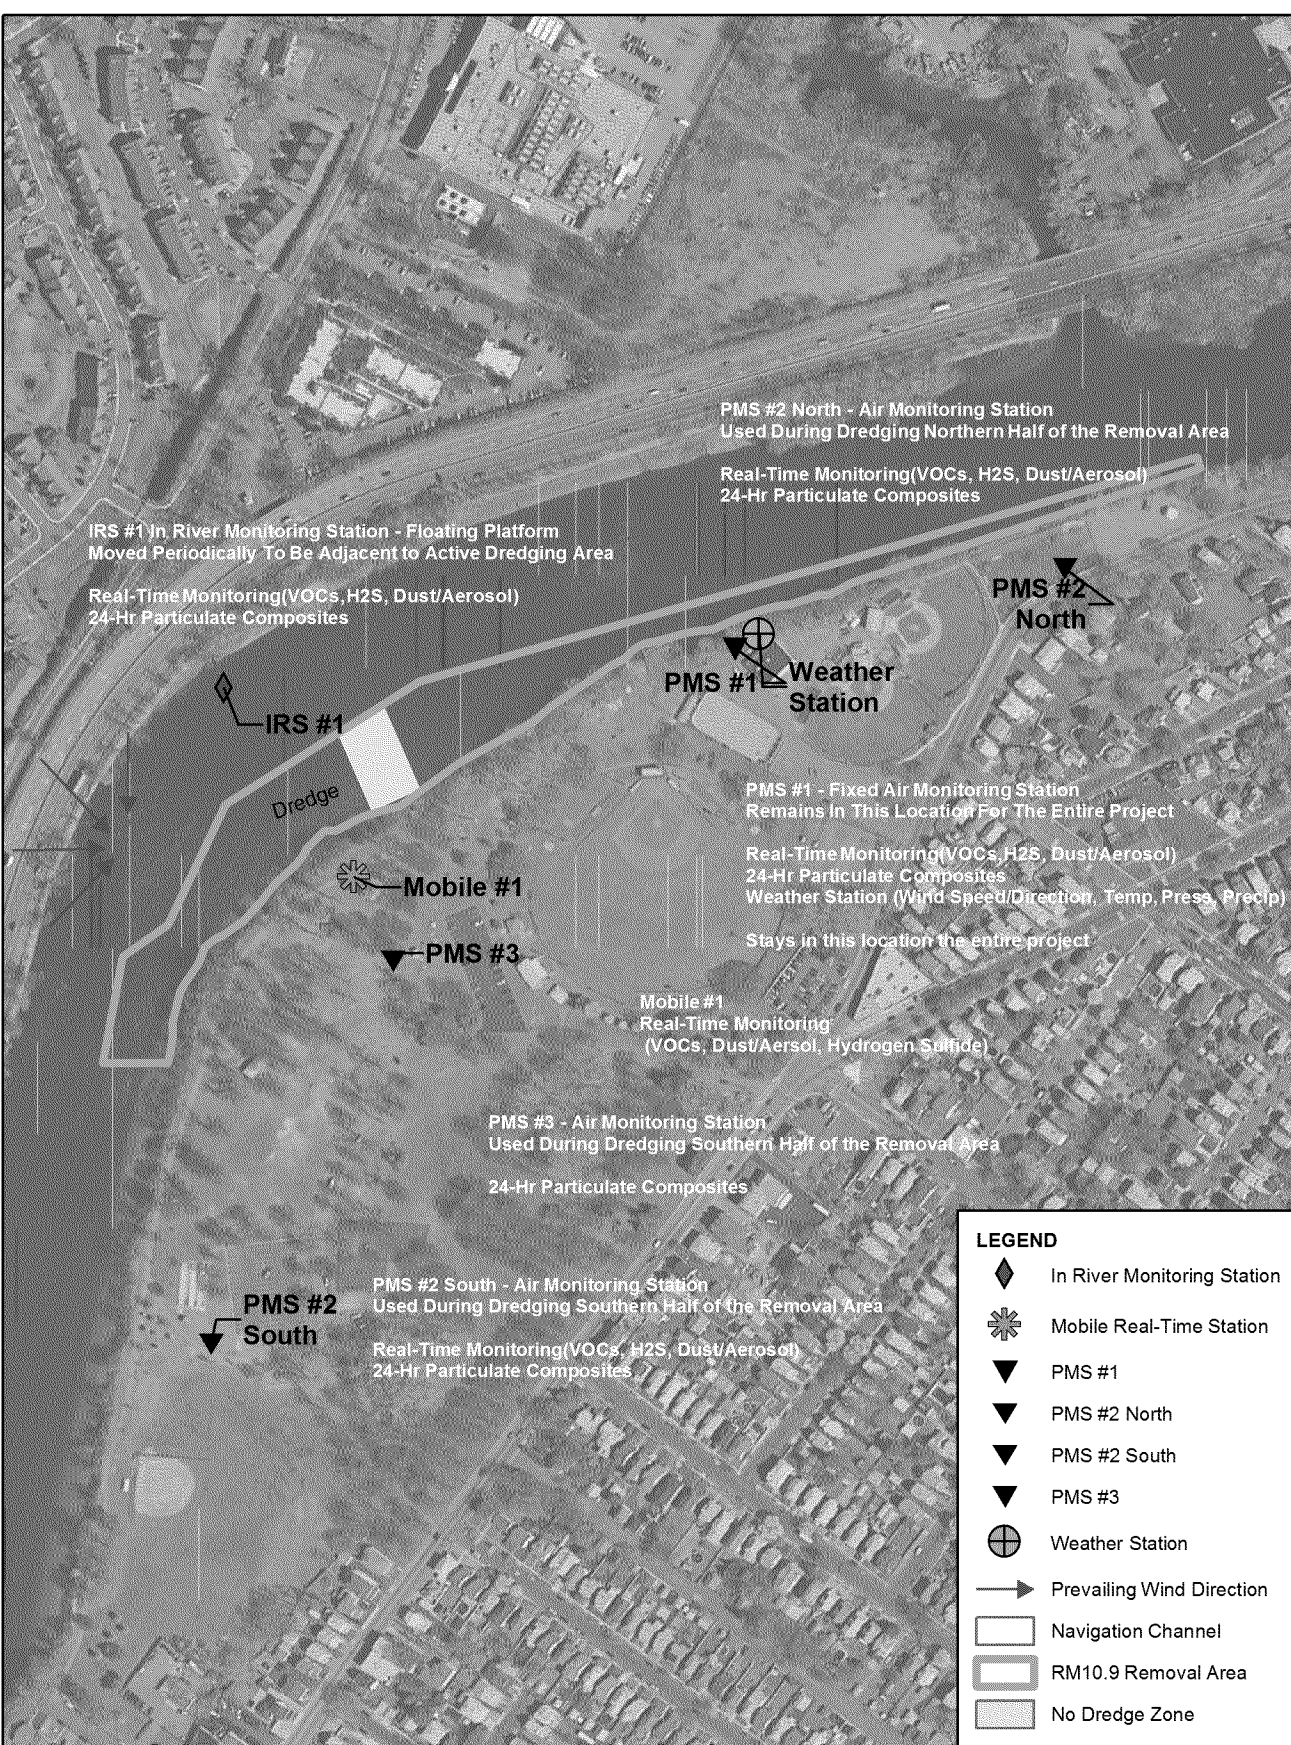 PMS #2 North - Air Monitoring Station
Used During Dredging Northern Half of the Removal Area
Real-Time Monitoring(VOCs, H2S, Dust/Aerosol)
24-Hr Particulate Composites
IRS #1 In River Monitoring Station - Floating Platform
Moved Periodically To Be Adjacent to Active Dredging Area
Real-Time Monitoring(VOCs,H2S, Dust/Aerosol)
24-Hr Particulate Composites
PMS #2
North
PMS #1
Weather
Station
IRS #1
Dredge
PMS #1 - Fixed Air Monitoring Station
Remains In This Location For The Entire Project
Real-Time Monitoring(VOCs,H2S, Dust/Aerosol)
24-Hr Particulate Composites
Weather Station (Wind Speed/Direction, Temp, Press, Precip)
Stays in this location the entire project
Mobile #1
PMS #3
Mobile #1
Real-Time Monitoring
(VOCs, Dust/Aersol, Hydrogen Sulfide)
PMS #3 - Air Monitoring Station
Used During Dredging Southern Half of the Removal Area
24-Hr Particulate Composites
PMS #2
South
PMS #2 South - Air Monitoring Station
Used During Dredging Southern Half of the Removal Area
Real-Time Monitoring(VOCs, H2S, Dust/Aerosol)
24-Hr Particulate Composites
LEGEND
In River Monitoring Station
Mobile Real-Time Station
PMS #1
PMS #2 North
PMS #2 South
PMS #3
Weather Station
Prevailing Wind Direction
Navigation Channel
RM10.9 Removal Area
No Dredge Zone